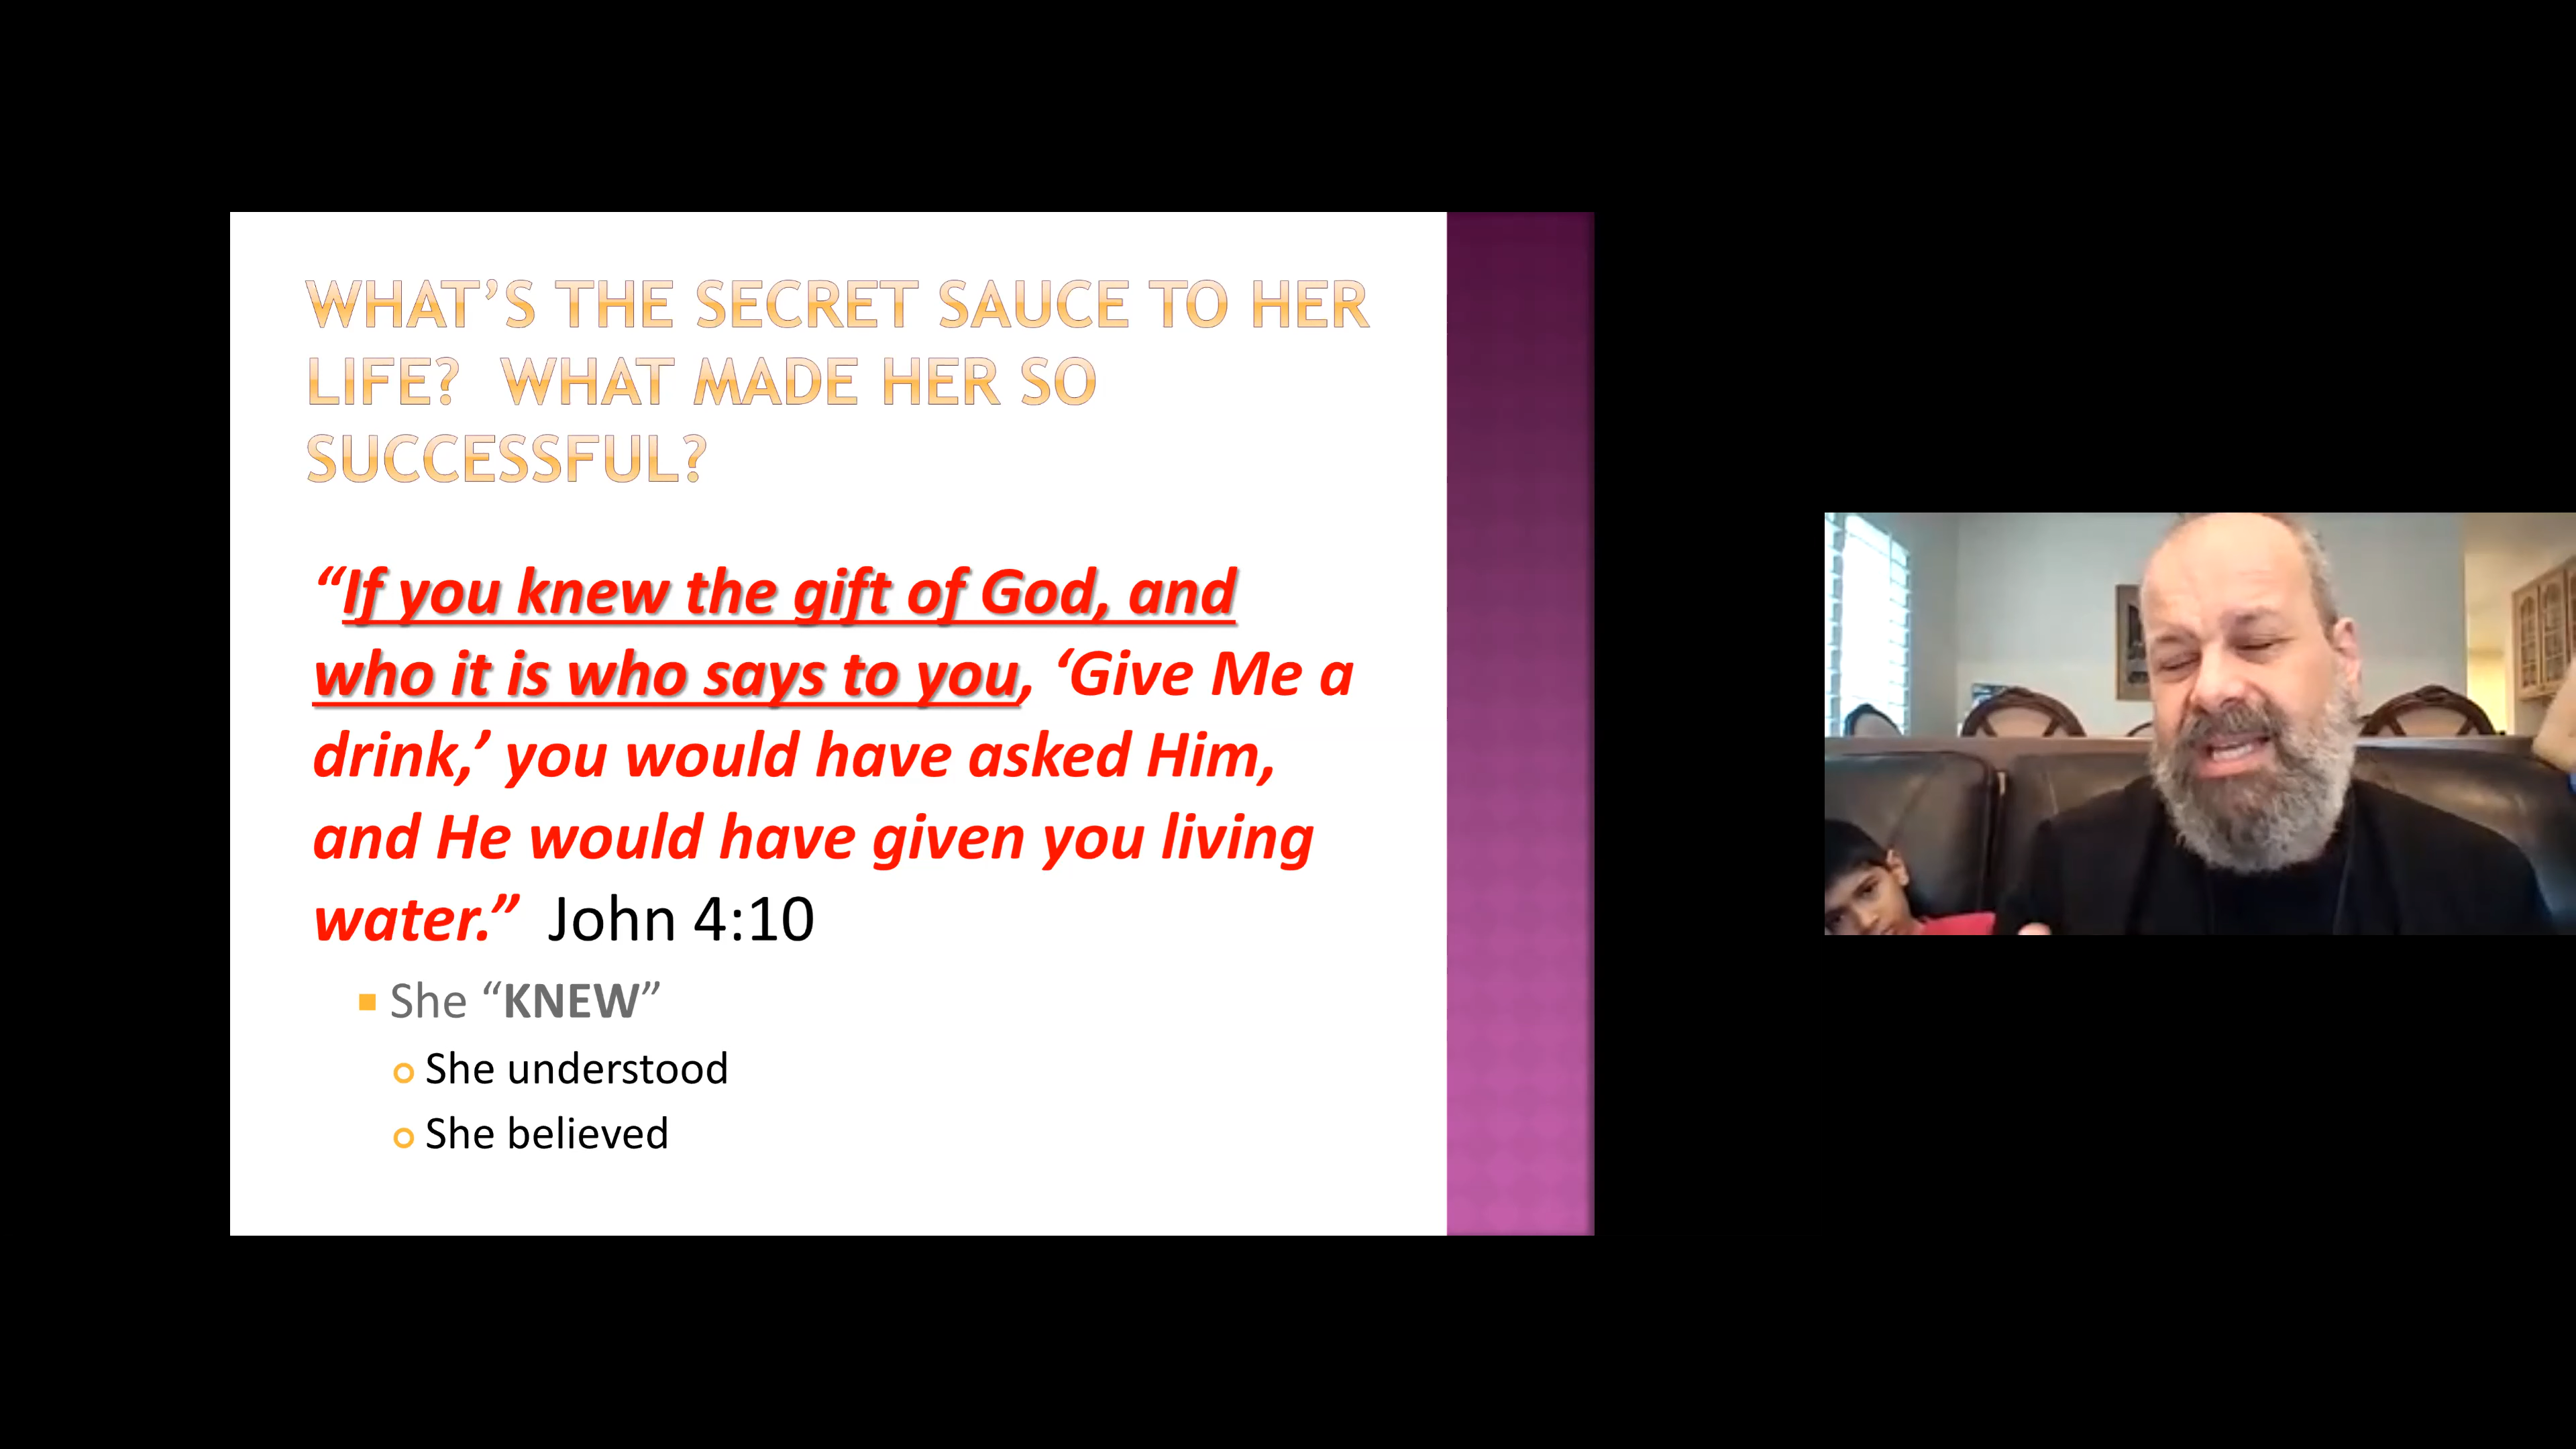 WHAT’S THE SECRET SAUCE TO HER
LIFE?  WHAT MADE HER SO
SUCCESSFUL?
“If you knew the gift of God, and
who it is who says to you, ‘Give Me a
drink,’ you would have asked Him,
and He would have given you living
water.”  John 4:10
She “KNEW”
She understood
She believed